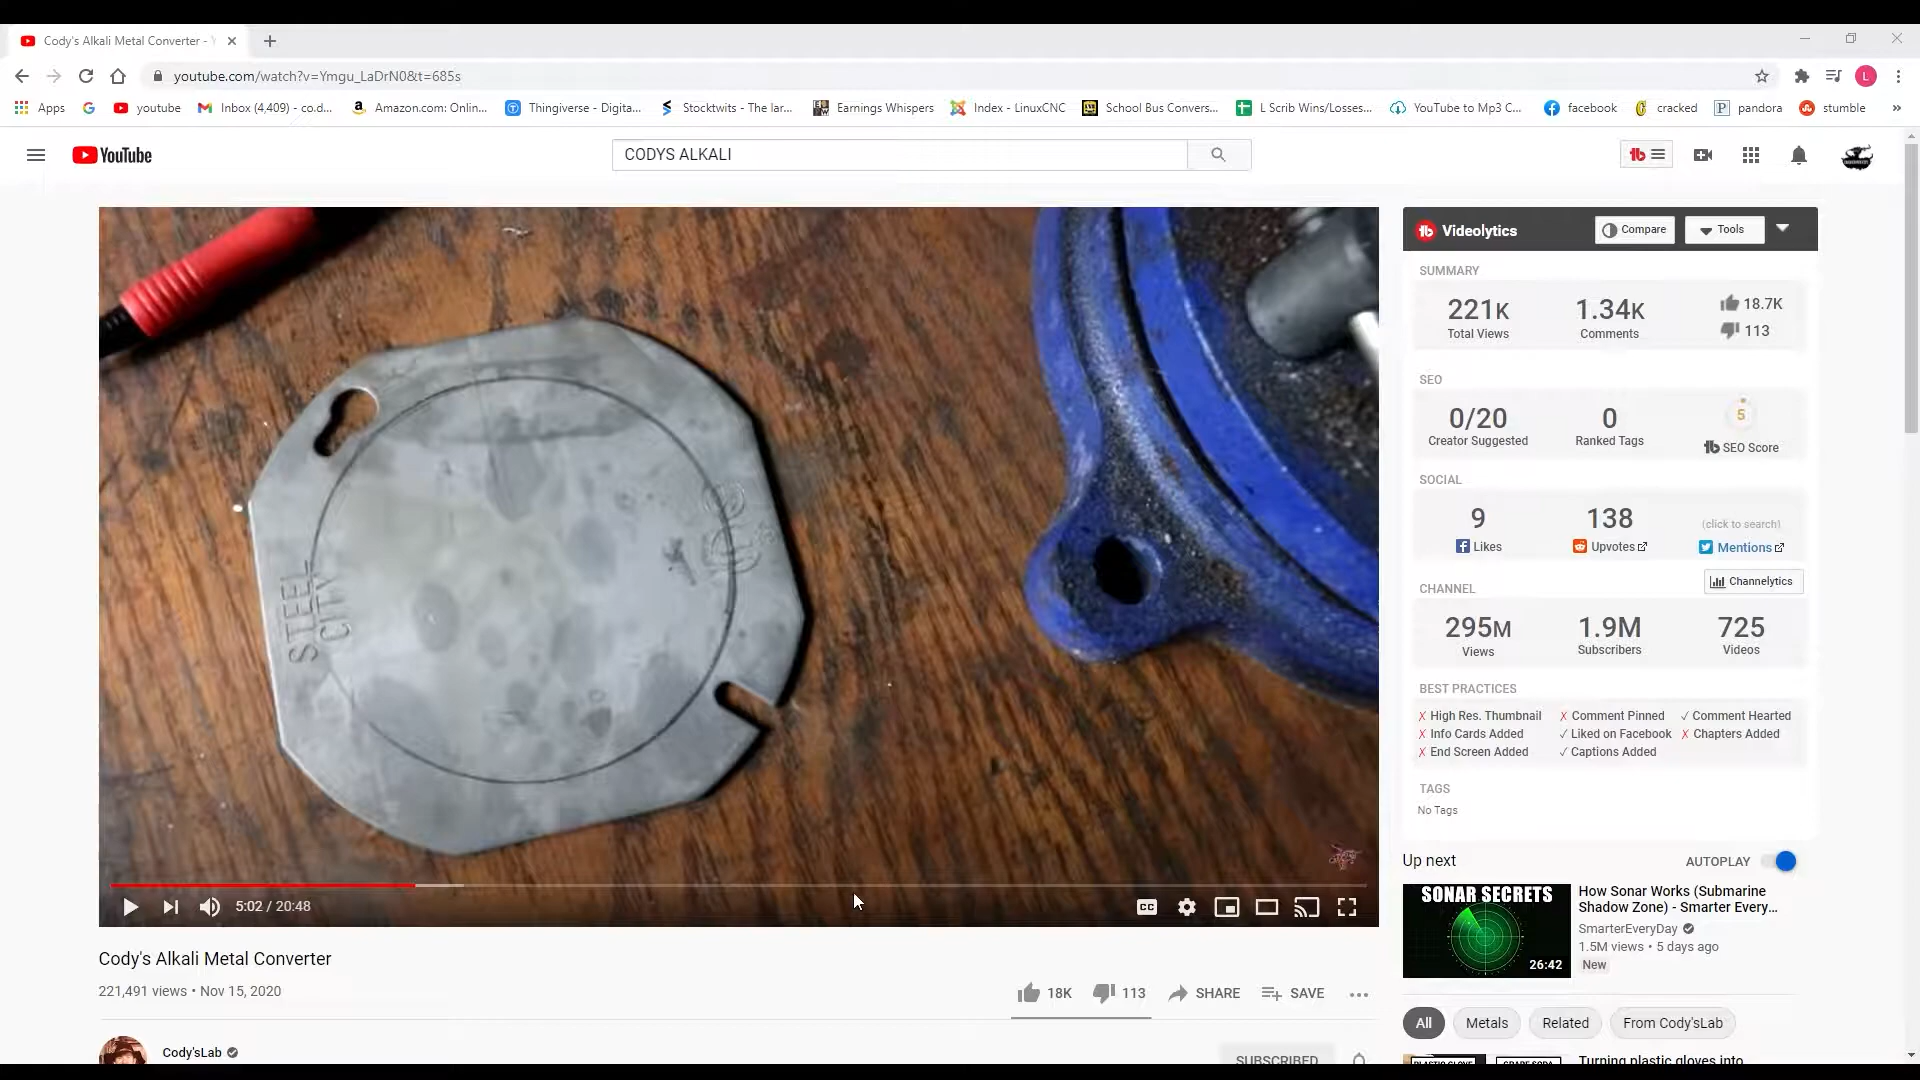 Cody's Alkali Metal Converter -
youtube.com/watch?v=Ymgu_LaDrN0&t=685s
Apps
youtube
Inbox (4,409) - co.d...
Amazon.com: Onlin...
Thingiverse - Digita...
Stocktwits - The lar...
Earnings Whispers
Index - LinuxCNC
School Bus Convers...
L Scrib Wins/Losses...
YouTube to Mp3 C...
facebook
cracked
pandora
stumble
»
YouTube
CODYS ALKALI
STEEL
CITY
5:02 / 20:48
CC
Cody's Alkali Metal Converter
221,491 views • Nov 15, 2020
18K
113
SHARE
SAVE
Cody'sLab
SUBSCRIBED
Videolytics
Compare
Tools
SUMMARY
221K
1.34K
18.7K
Total Views
Comments
113
SEO
0/20
0
5
Creator Suggested
Ranked Tags
SEO Score
SOCIAL
9
138
(click to search)
Likes
Upvotes
Mentions
CHANNEL
Channelytics
295M
1.9M
725
Views
Subscribers
Videos
BEST PRACTICES
✗ High Res. Thumbnail
✗ Comment Pinned
✓ Comment Hearted
✗ Info Cards Added
✓ Liked on Facebook
✗ Chapters Added
✗ End Screen Added
✓ Captions Added
TAGS
No Tags
Up next
AUTOPLAY
SONAR SECRETS
26:42
How Sonar Works (Submarine
Shadow Zone) - Smarter Every...
SmarterEveryDay
1.5M views • 5 days ago
New
All
Metals
Related
From Cody'sLab
Turning plastic gloves into